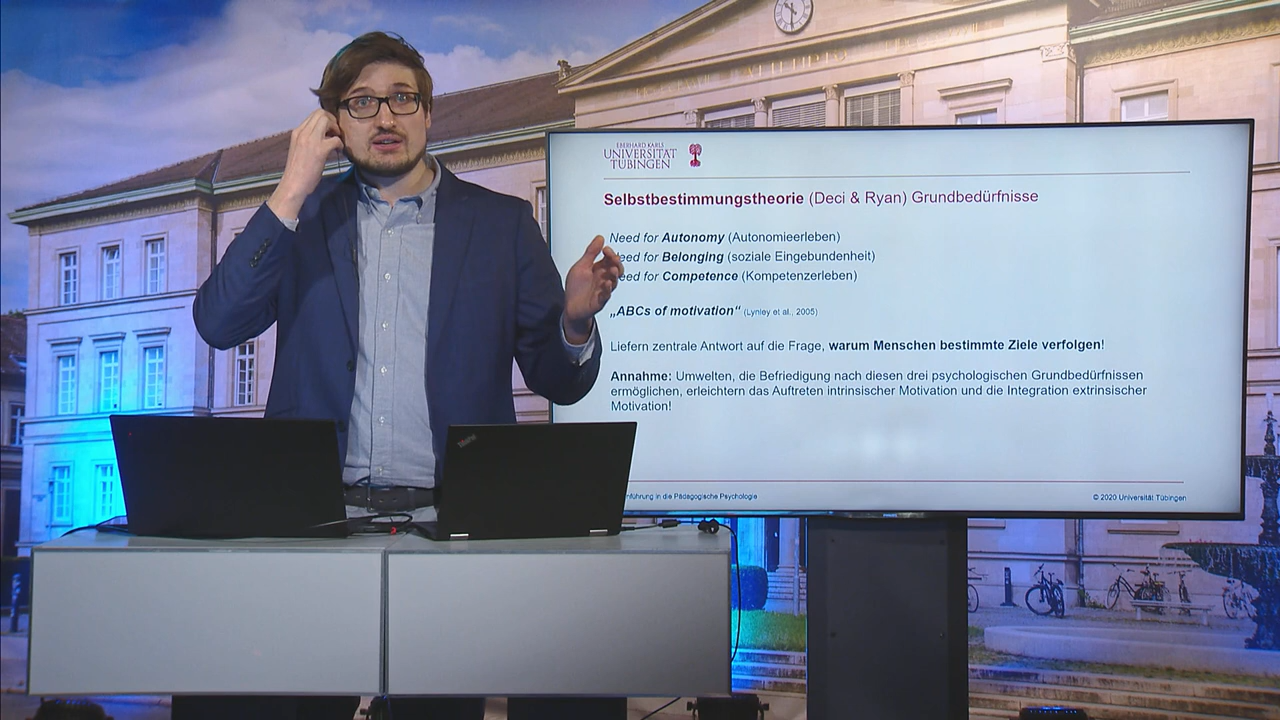 EBERHARD KARLS
UNIVERSITÄT
TÜBINGEN
Selbstbestimmungstheorie (Deci & Ryan) Grundbedürfnisse
Need for Autonomy (Autonomieerleben)
eed for Belonging (soziale Eingebundenheit)
eed for Competence (Kompetenzerleben)
„ABCs of motivation“ (Lynley et al., 2005)
Liefern zentrale Antwort auf die Frage, warum Menschen bestimmte Ziele verfolgen!
Annahme: Umwelten, die Befriedigung nach diesen drei psychologischen Grundbedürfnissen
ermöglichen, erleichtern das Auftreten intrinsischer Motivation und die Integration extrinsischer
Motivation!
nführung in die Pädagogische Psychologie
© 2020 Universität Tübingen
ThinkPad